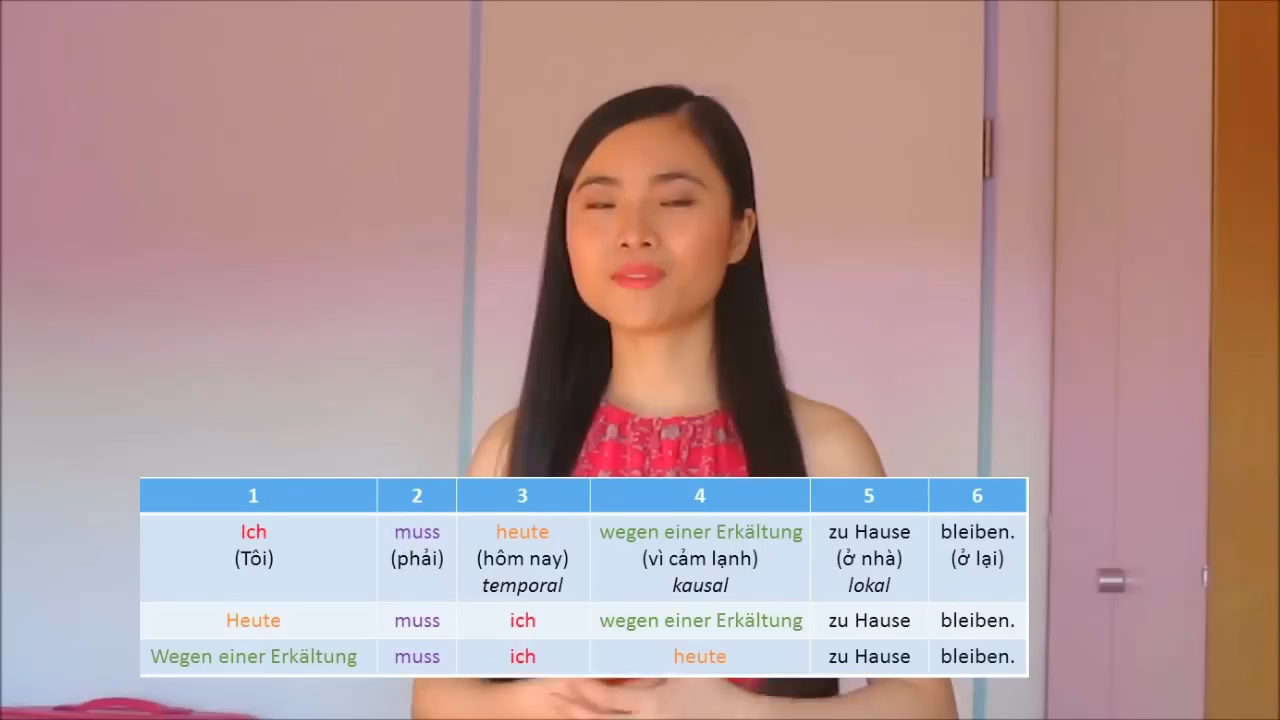 1 2 3 4 5 6
Ich muss heute wegen einer Erkältung zu Hause bleiben.
(Tôi) (phải) (hôm nay) (vì cảm lạnh) (ở nhà) (ở lại)
temporal kausal lokal
Heute muss ich wegen einer Erkältung zu Hause bleiben.
Wegen einer Erkältung muss ich heute zu Hause bleiben.